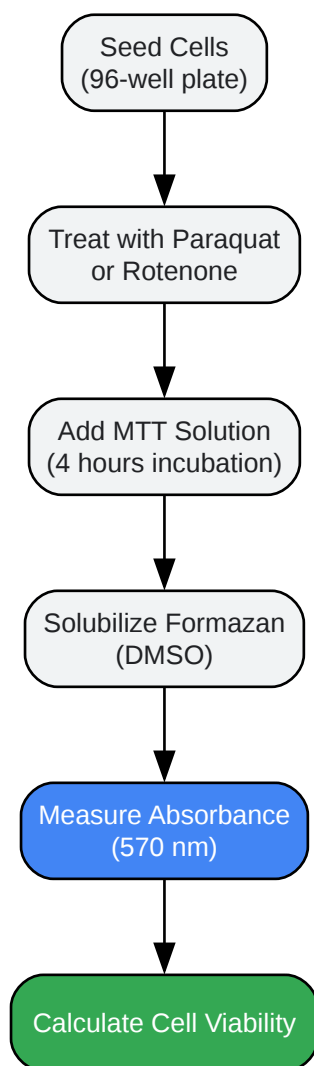 Seed Cells
(96-well plate)
Treat with Paraquat
or Rotenone
Add MTT Solution
(4 hours incubation)
Solubilize Formazan
(DMSO)
Measure Absorbance
(570 nm)
Calculate Cell Viability